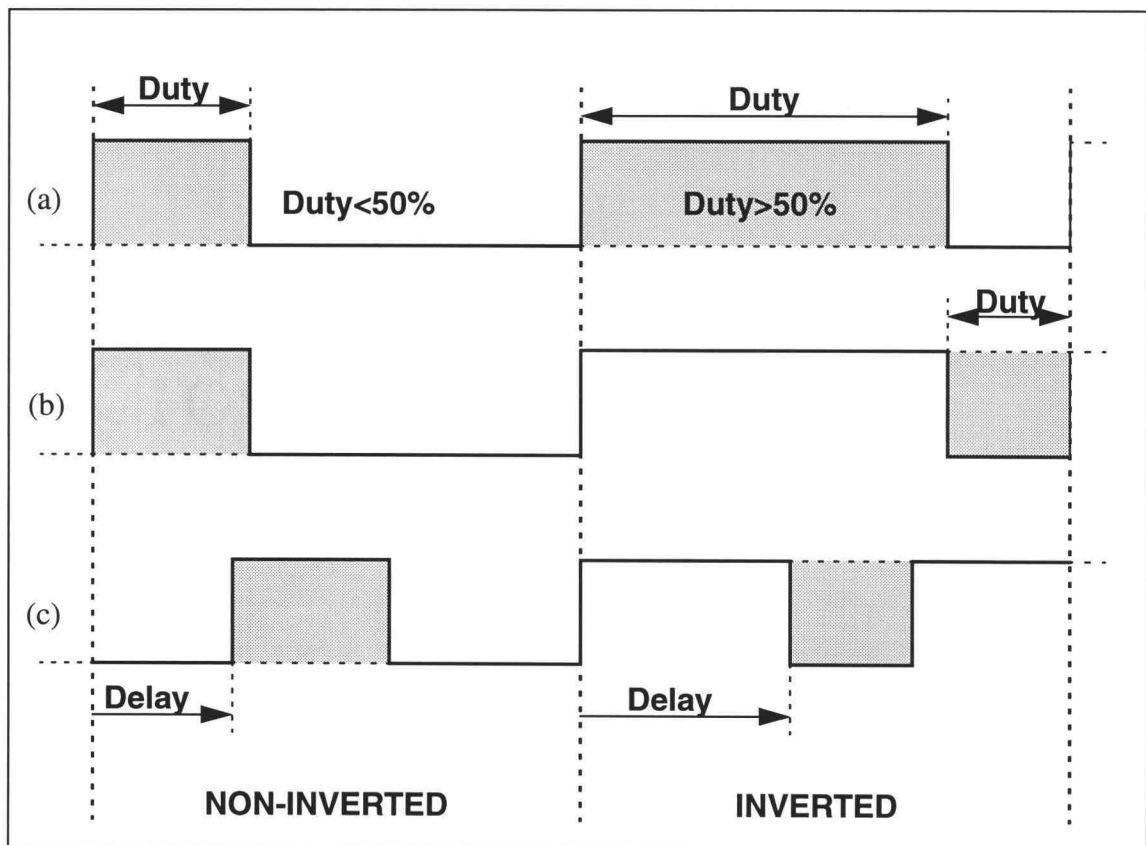 Duty
Duty
(a)
Duty<50%
Duty>50%
Duty
(b)
(c)
Delay
Delay
NON-INVERTED
INVERTED